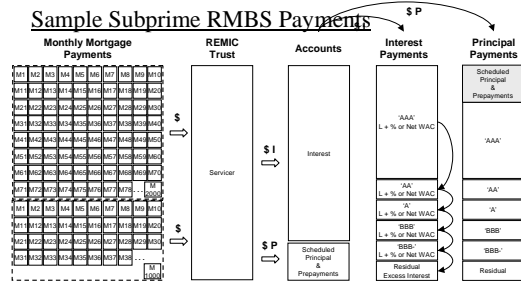 Sample Subprime RMBS Payments
$ P
$ I
Monthly Mortgage
Payments
REMIC
Trust
Accounts
Interest
Payments
Principal
Payments
M1 M2 M3 M4 M5 M6 M7 M8 M9 M10
M11 M12 M13 M14 M15 M16 M17 M18 M19 M20
M21 M22 M23 M24 M25 M26 M27 M28 M29 M30
M31 M32 M33 M34 M35 M36 M37 M38 M39 M40
M41 M42 M43 M44 M45 M46 M47 M48 M49 M50
M51 M52 M53 M54 M55 M56 M57 M58 M59 M60
M61 M62 M63 M64 M65 M66 M67 M68 M69 M70
M71 M72 M73 M74 M75 M76 M77 M78 ... M
2000
M1 M2 M3 M4 M5 M6 M7 M8 M9 M10
M11 M12 M13 M14 M15 M16 M17 M18 M19 M20
M21 M22 M23 M24 M25 M26 M27 M28 M29 M30
M31 M32 M33 M34 M35 M36 M37 M38 ...
M
1000
$
$
Servicer
$ I
$ P
Interest
Scheduled
Principal
&
Prepayments
'AAA'
L + % or Net WAC
'AA'
L + % or Net WAC
'A'
L + % or Net WAC
'BBB'
L + % or Net WAC
'BBB-'
L + % or Net WAC
Residual
Excess Interest
Scheduled
Principal
&
Prepayments
'AAA'
'AA'
'A'
'BBB'
'BBB-'
Residual